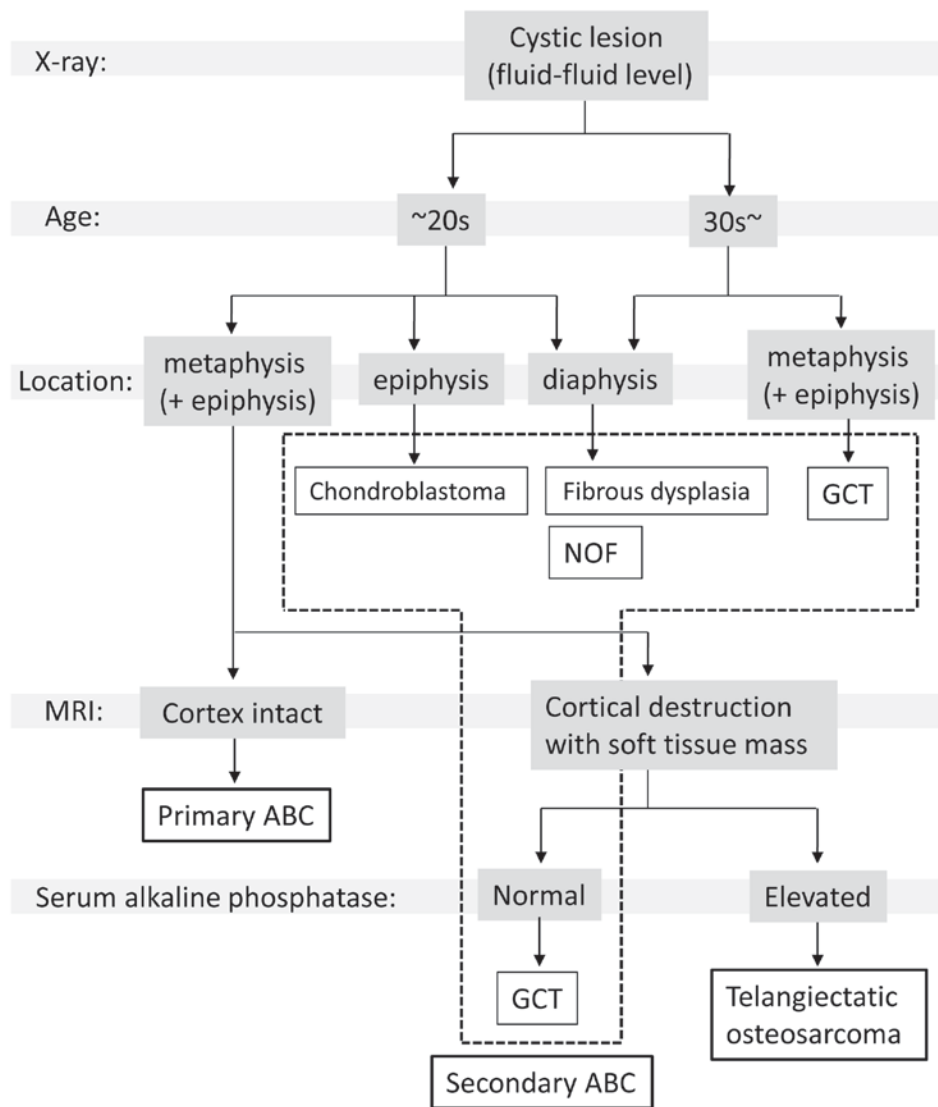 X-ray:
Cystic lesion
(fluid-fluid level)
Age:
~20s
30s~
Location:
metaphysis
(+ epiphysis)
epiphysis
diaphysis
metaphysis
(+ epiphysis)
Chondroblastoma
Fibrous dysplasia
GCT
NOF
MRI:
Cortex intact
Cortical destruction
with soft tissue mass
Primary ABC
Serum alkaline phosphatase:
Normal
Elevated
GCT
Telangiectatic
osteosarcoma
Secondary ABC